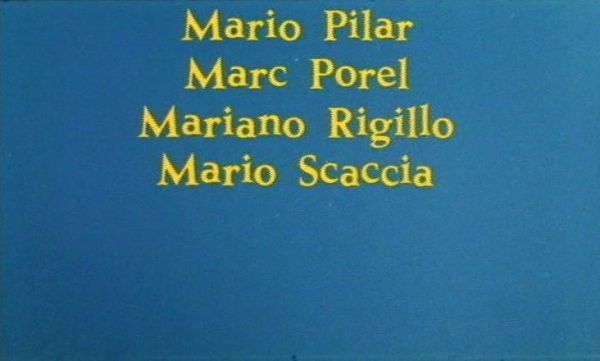 Mario Pilar
Marc Porel
Mariano Rigillo
Mario Scaccia